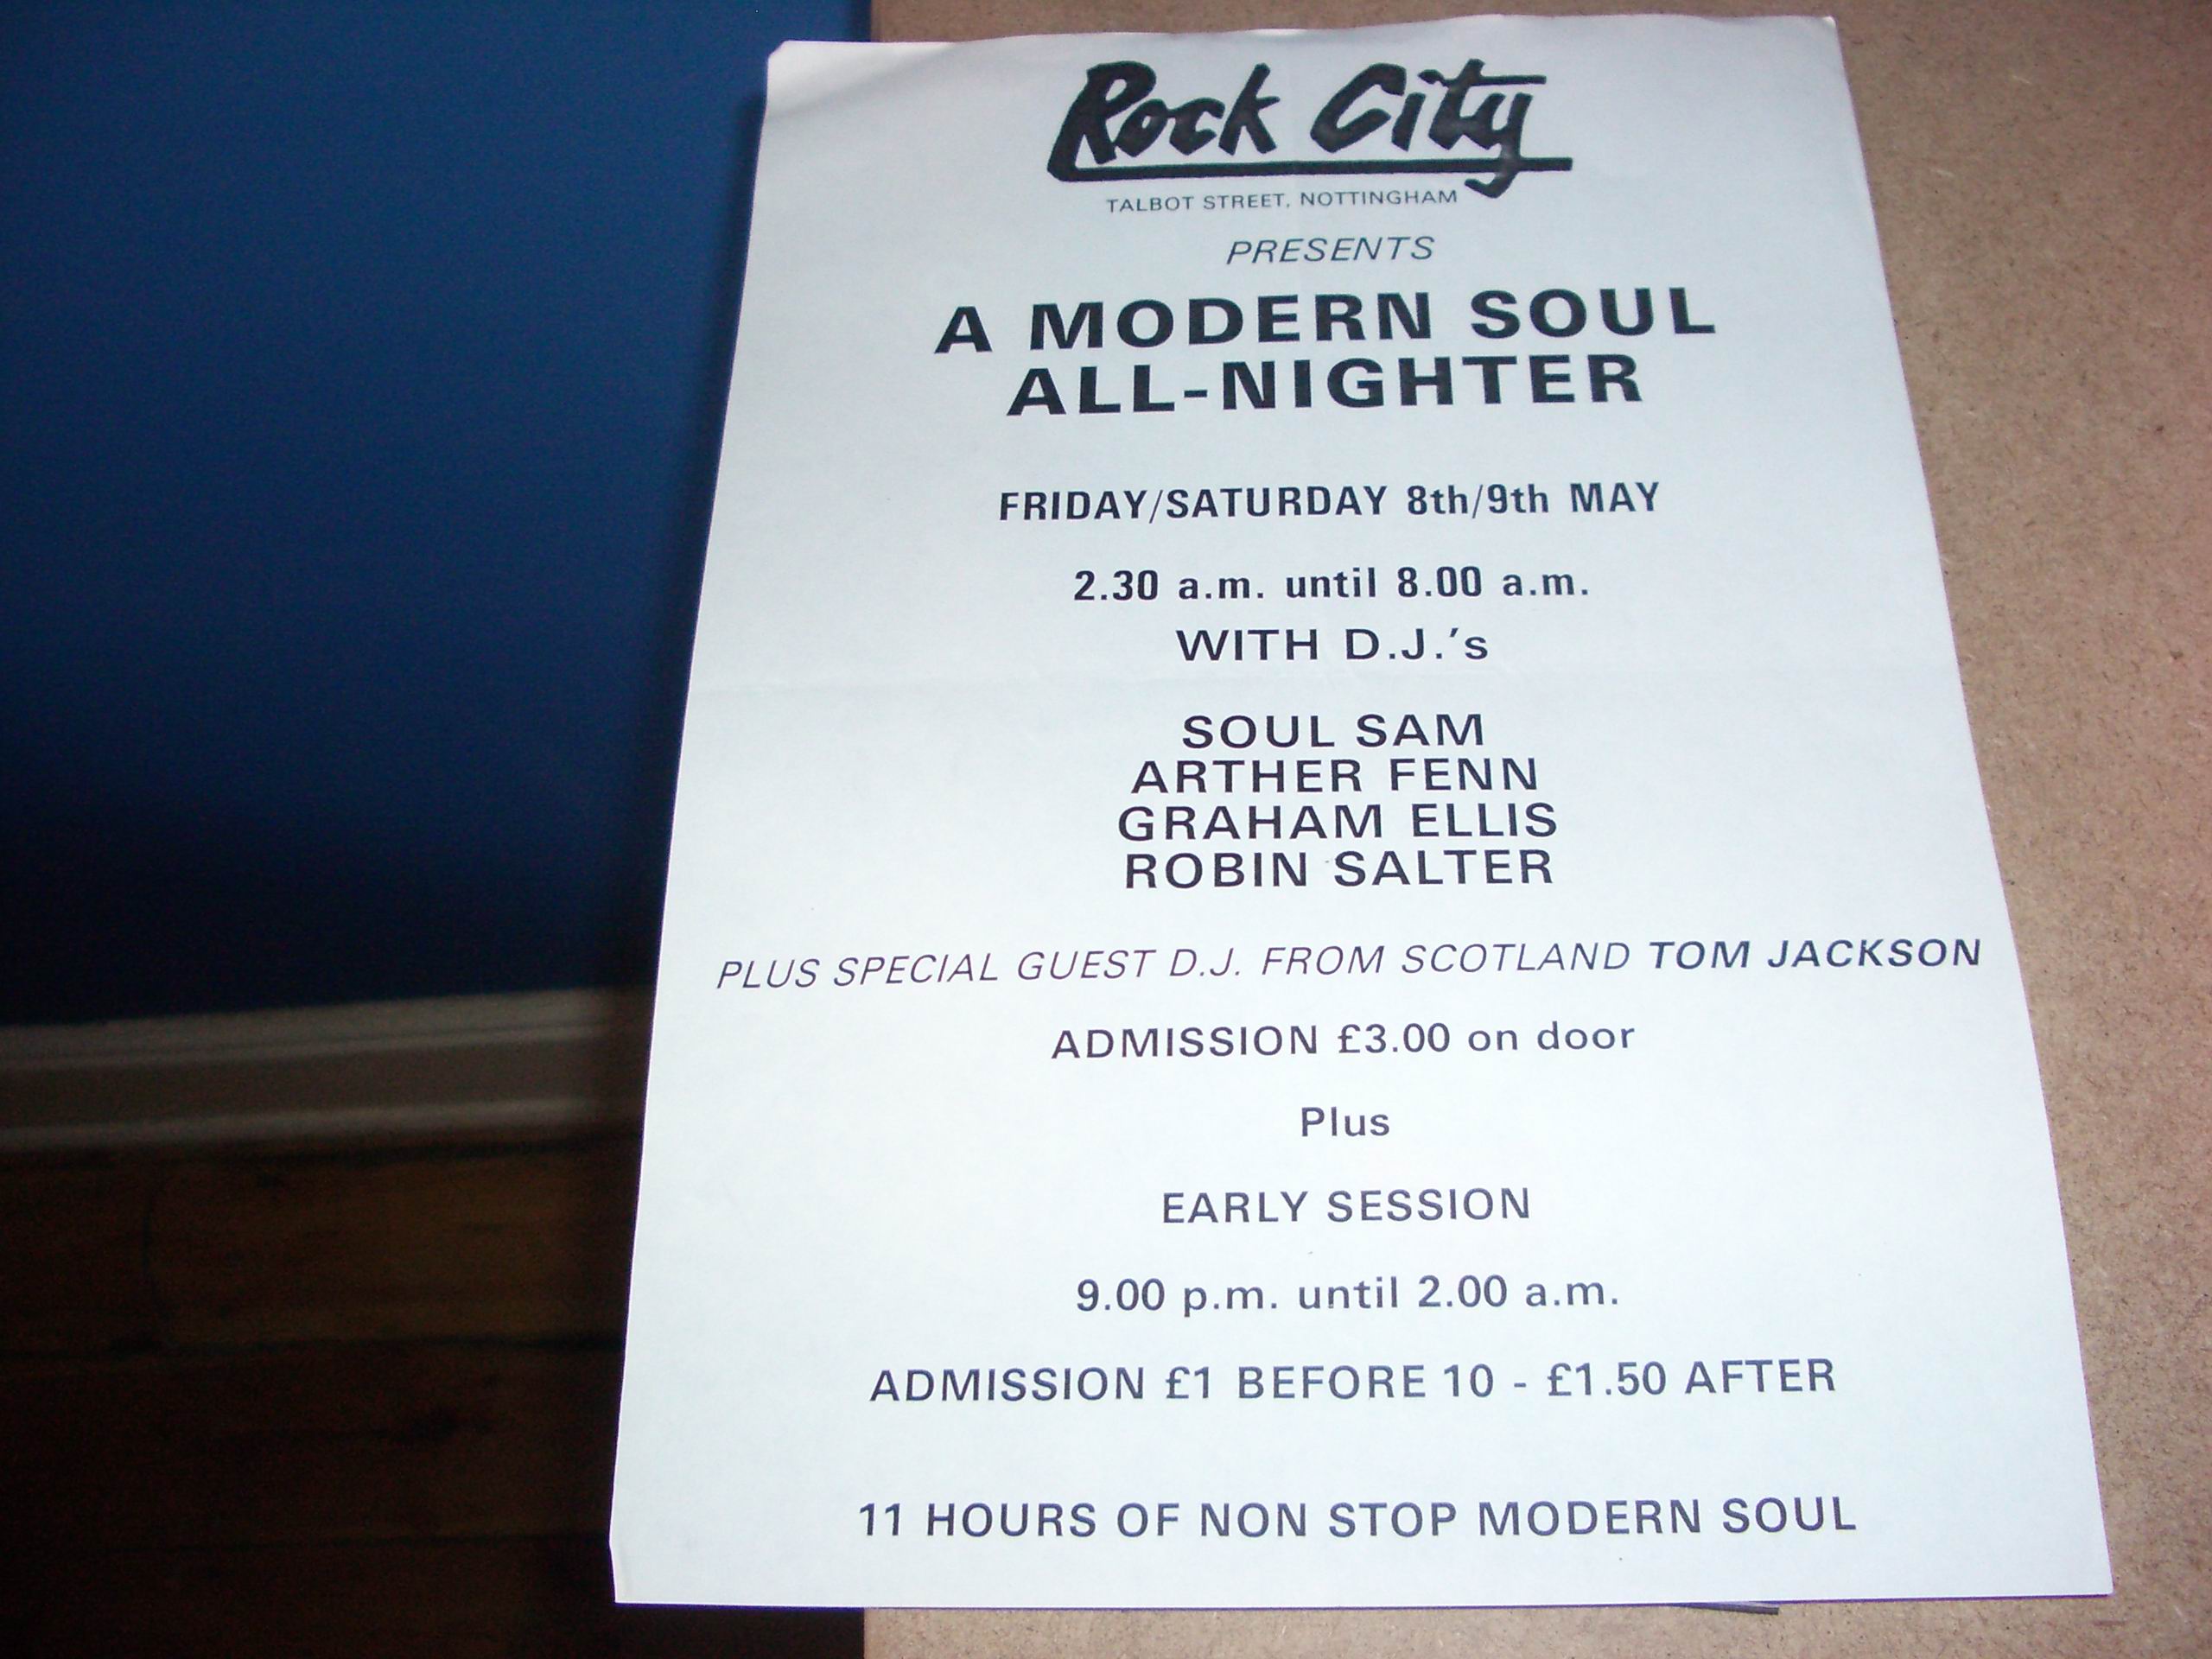 Rock City
TALBOT STREET, NOTTINGHAM
PRESENTS
A MODERN SOUL
ALL-NIGHTER
FRIDAY/SATURDAY 8th/9th MAY
2.30 a.m. until 8.00 a.m.
WITH D.J.'s
SOUL SAM
ARTHER FENN
GRAHAM ELLIS
ROBIN SALTER
PLUS SPECIAL GUEST D.J. FROM SCOTLAND TOM JACKSON
ADMISSION £3.00 on door
Plus
EARLY SESSION
9.00 p.m. until 2.00 a.m.
ADMISSION £1 BEFORE 10 - £1.50 AFTER
11 HOURS OF NON STOP MODERN SOUL